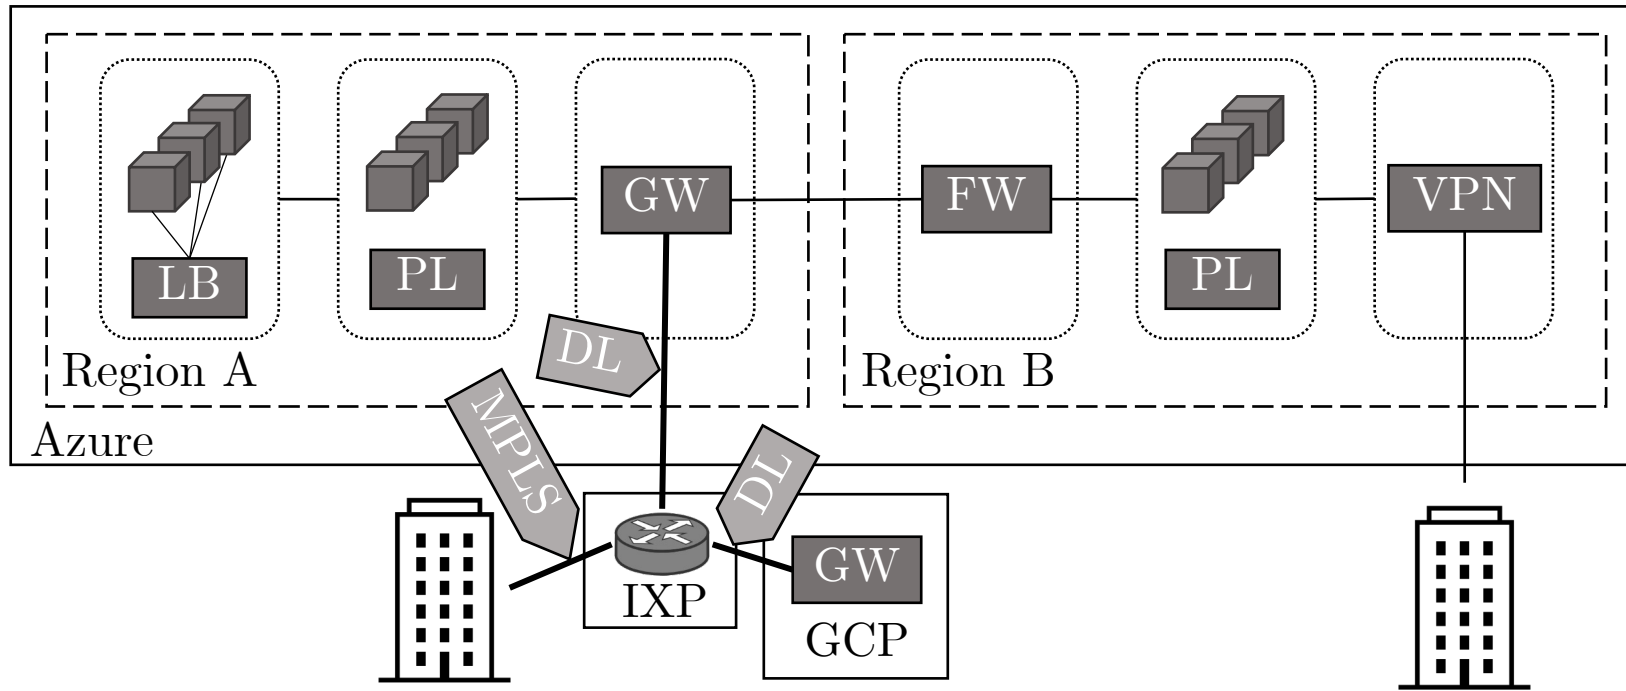 GW
FW
VPN
LB
PL
PL
DL
Region A
Region B
MPLS
Azure
DL
GW
IXP
GCP